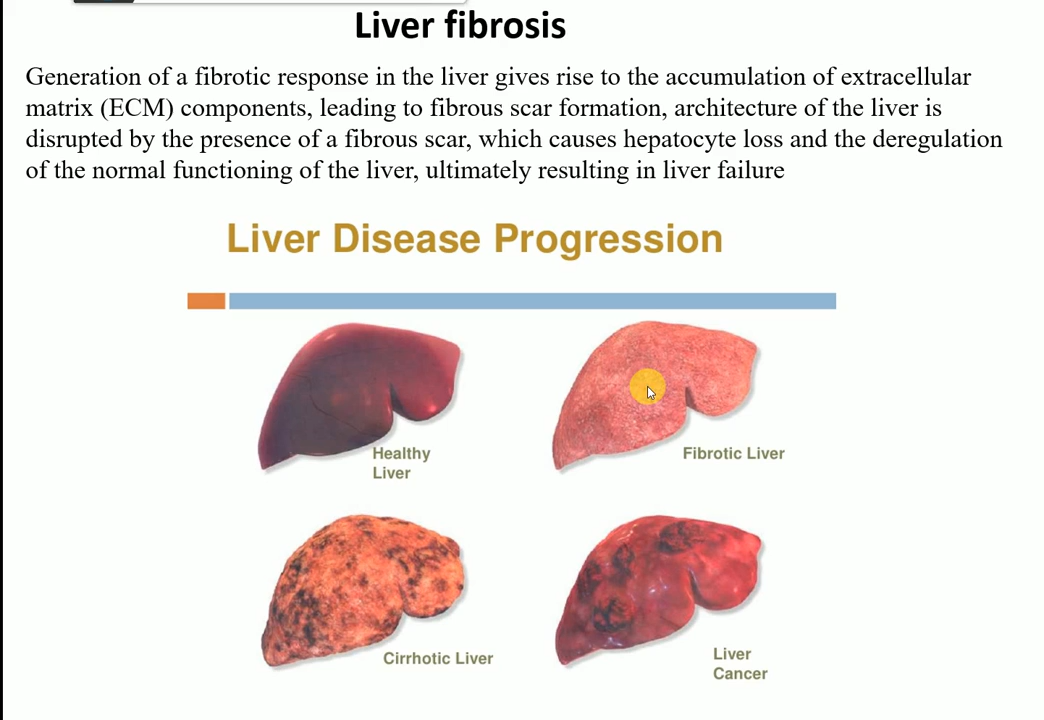 Liver fibrosis
Generation of a fibrotic response in the liver gives rise to the accumulation of extracellular
matrix (ECM) components, leading to fibrous scar formation, architecture of the liver is
disrupted by the presence of a fibrous scar, which causes hepatocyte loss and the deregulation
of the normal functioning of the liver, ultimately resulting in liver failure
Liver Disease Progression
Healthy
Liver
Fibrotic Liver
Cirrhotic Liver
Liver
Cancer